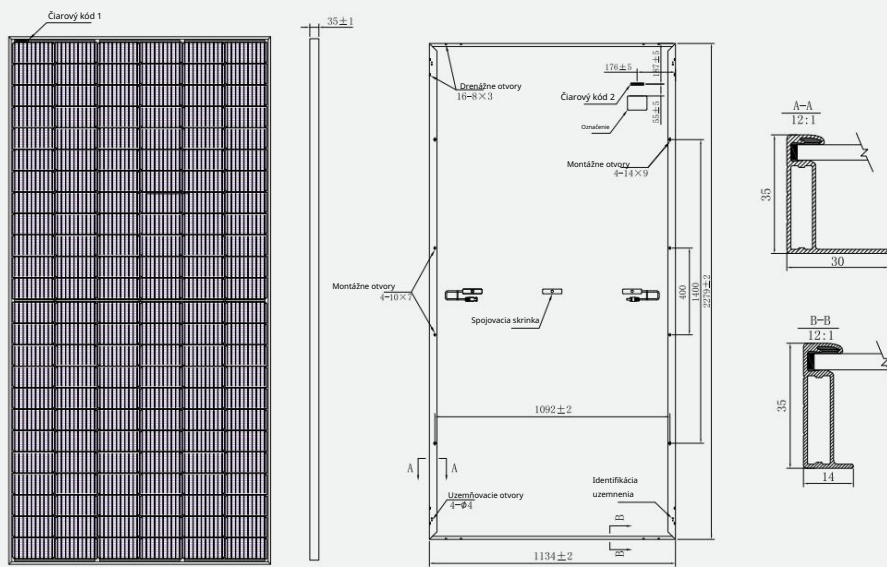 Čiarový kód 1
35±1
Drenážne otvory
16-8×3
176±5
187±5
Čiarový kód 2
55±5
Označenie
Montážne otvory
4-14×9
Montážne otvory
4-10×7
Spojovacia skrinka
400
1400
2279±2
1092±2
A
A
Uzemňovacie otvory
4-ϕ4
Identifikácia
uzemnenia
B
B
1134±2
A-A
12:1
35
30
B-B
12:1
35
14